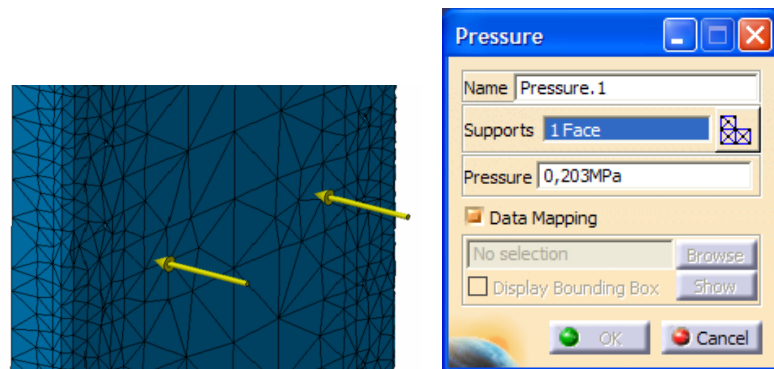 Pressure
Name Pressure.1
Supports 1 Face
Pressure 0,203MPa
Data Mapping
No selection Browse
Display Bounding Box Show
OK Cancel